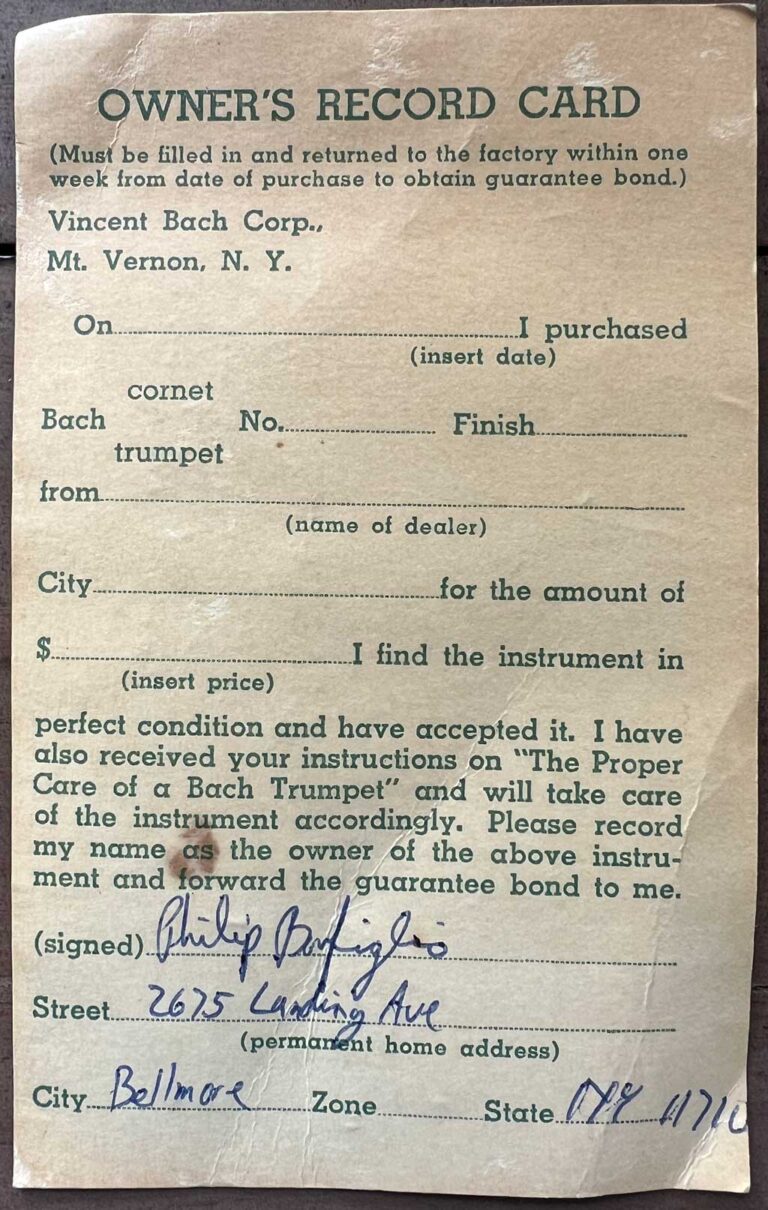 OWNER'S RECORD CARD
(Must be filled in and returned to the factory within one
week from date of purchase to obtain guarantee bond.)
Vincent Bach Corp.,
Mt. Vernon, N. Y.
On I purchased
(insert date)
cornet
Bach No. Finish
trumpet
from
(name of dealer)
City for the amount of
$ I find the instrument in
(insert price)
perfect condition and have accepted it. I have
also received your instructions on "The Proper
Care of a Bach Trumpet" and will take care
of the instrument accordingly. Please record
my name as the owner of the above instru-
ment and forward the guarantee bond to me.
(signed) Philip Bonfiglio
Street 2675 Landing Ave
(permanent home address)
City Bellmore Zone State NY 11710